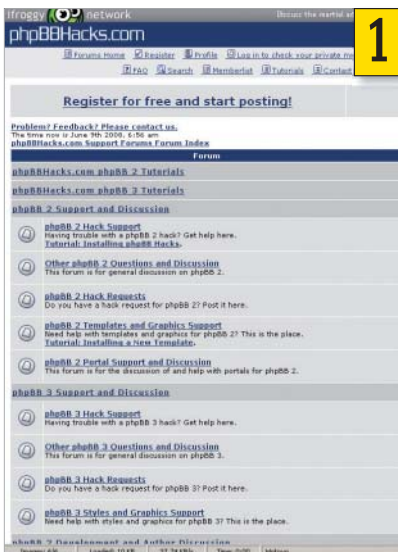 ifroggy network
Discuss the martial
phpBBHacks.com
1
Forums Home Register Profile Log in to check your private me
FAQ Search Memberlist Tutorials Contact
Register for free and start posting!
Problem? Feedback? Please contact us.
The time now is June 9th 2008, 6:56 am
phpBBHacks.com Support Forums Forum Index
Forum
phpBBHacks.com phpBB 2 Tutorials
phpBBHacks.com phpBB 3 Tutorials
phpBB 2 Support and Discussion
phpBB 2 Hack Support
Having trouble with a phpBB 2 hack? Get help here.
Tutorial: Installing phpBB Hacks.
Other phpBB 2 Questions and Discussion
This forum is for general discussion on phpBB 2.
phpBB 2 Hack Requests
Do you have a hack request for phpBB 2? Post it here.
phpBB 2 Templates and Graphics Support
Need help with templates and graphics for phpBB 2? This is the place.
Tutorial: Installing a New Template.
phpBB 2 Portal Support and Discussion
This forum is for the discussion of and help with portals for phpBB 2.
phpBB 3 Support and Discussion
phpBB 3 Hack Support
Having trouble with a phpBB 3 hack? Get help here.
Other phpBB 3 Questions and Discussion
This forum is for general discussion on phpBB 3.
phpBB 3 Hack Requests
Do you have a hack request for phpBB 3? Post it here.
phpBB 3 Styles and Graphics Support
Need help with styles and graphics for phpBB 3? This is the place.
phpBB 2 Development and Author Discussion